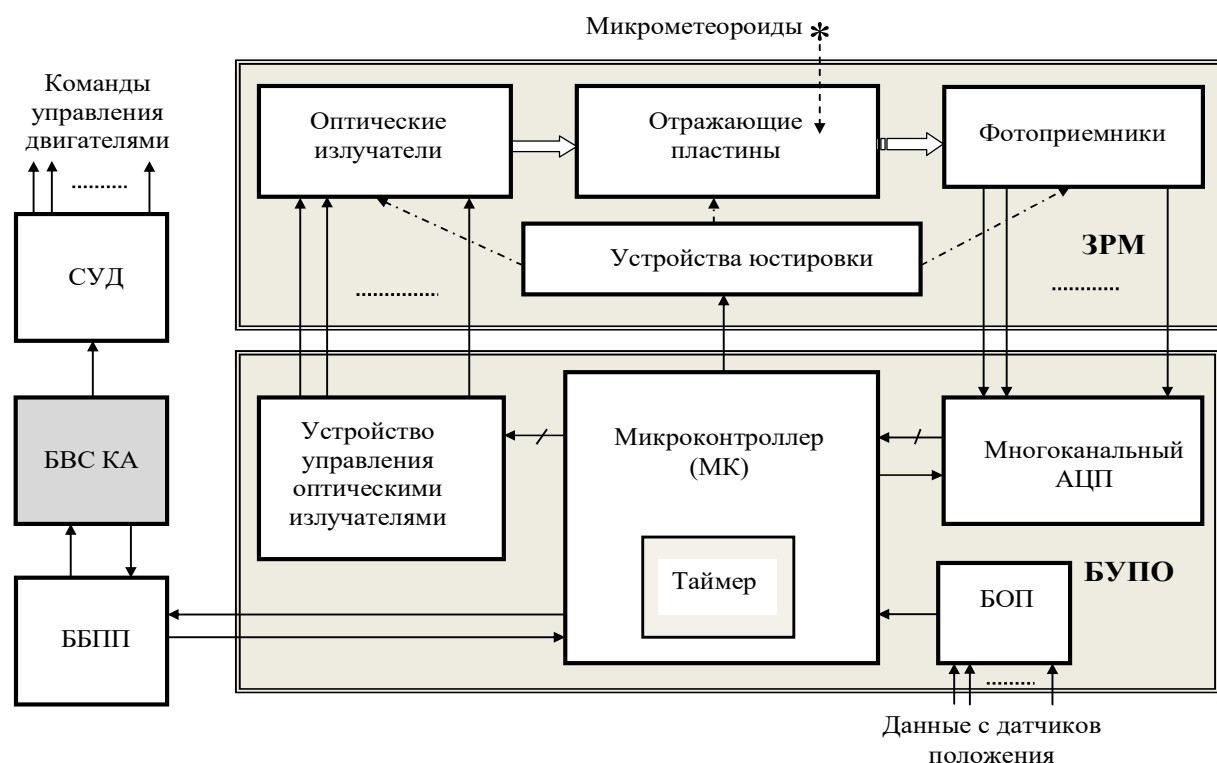 Микрометеороиды
Команды
управления
двигателями
Оптические
излучатели
Отражающие
пластины
Фотоприемники
Устройства юстировки
ЗРМ
СУД
БВС КА
ББПП
Устройство
управления
оптическими
излучателями
Микроконтроллер
(МК)
Таймер
Многоканальный
АЦП
БУПО
БОП
Данные с датчиков
положения